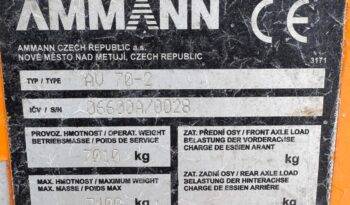 AMMANN
AMMANN CZECH REPUBLIC a.s.
NOVÉ MĚSTO NAD METUJÍ, CZECH REPUBLIC
3171
TYP / TYPE AV 70-2
IČV / S/N 06630A/0028
PROVOZ. HMOTNOST / OPERAT. WEIGHT
BETRIEBSMASSE / POIDS DE SERVICE
7010 kg
ZAT. PŘEDNÍ OSY / FRONT AXLE LOAD
BELASTUNG DER VORDERACHSE
CHARGE DE ESSIEN ARANT
kg
MAX. HMOTNOST / MAXIMUM WEIGHT
MAX. MASSE / POIDS MAX
kg
ZAT. ZADNÍ OSY / REAR AXLE LOAD
BELASTUNG DER HINTERACHSE
CHARGE DE ESSIEN ARRIÉRE
kg